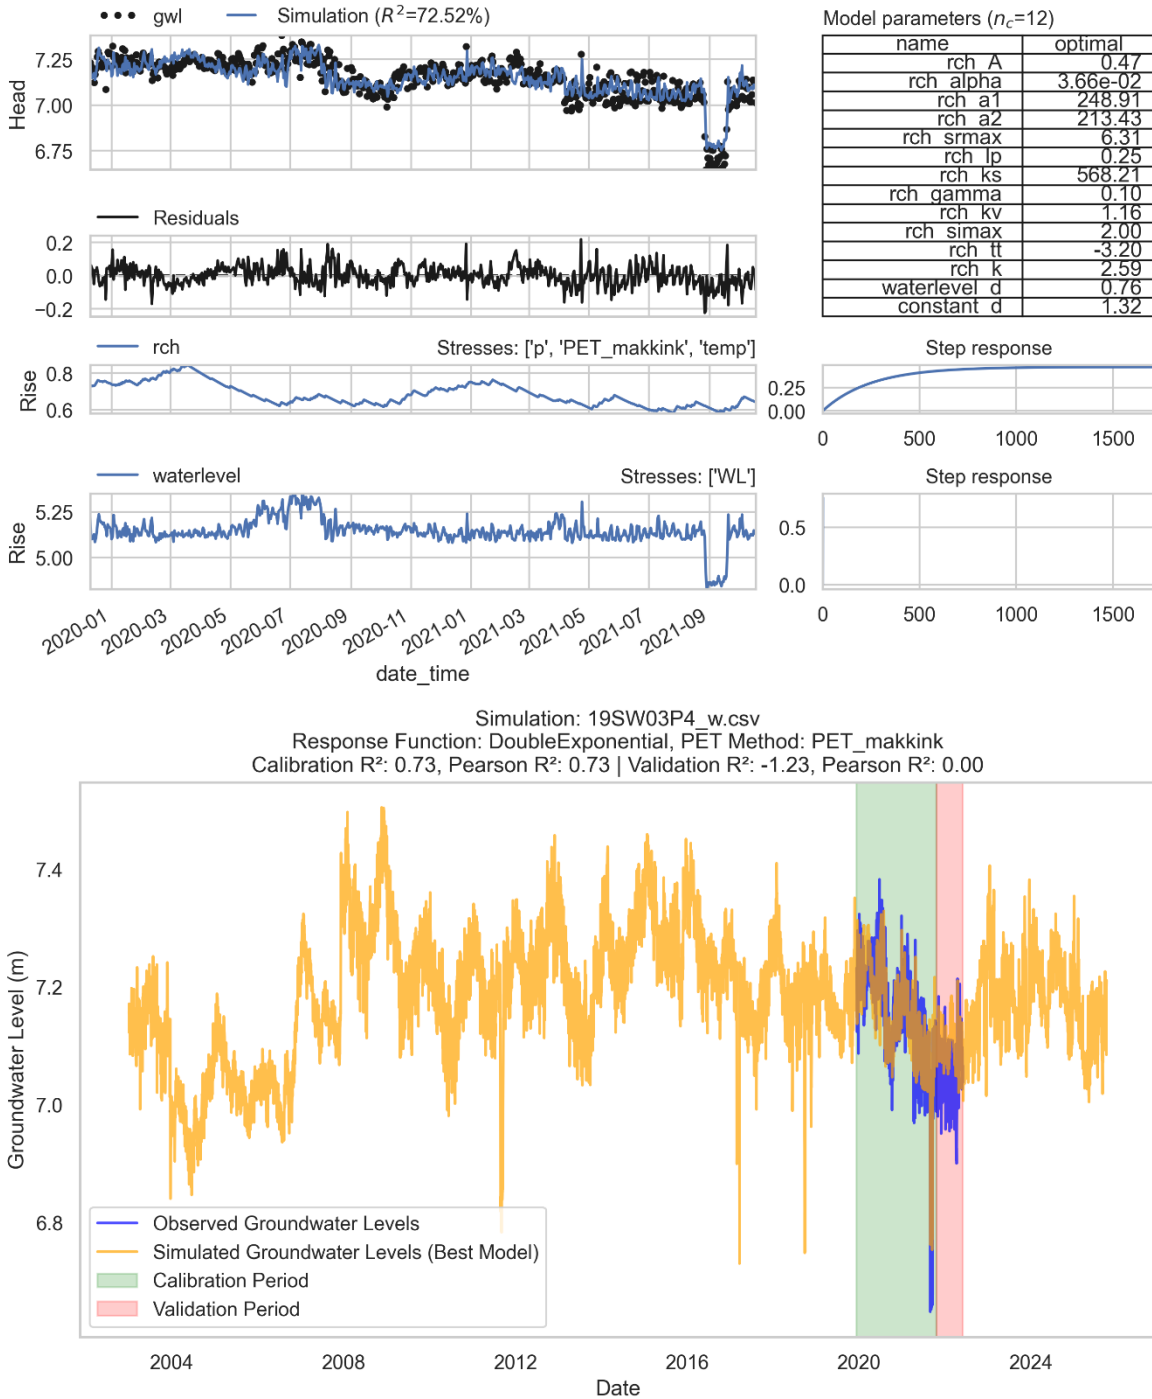 gwl
Simulation (R²=72.52%)
Model parameters (n_c=12)
name optimal
rch_A 0.47
rch_alpha 3.66e-02
rch_a1 248.91
rch_a2 213.43
rch_srmax 6.31
rch_lp 0.25
rch_ks 568.21
rch_gamma 0.10
rch_kv 1.16
rch_simax 2.00
rch_tt -3.20
rch_k 2.59
waterlevel_d 0.76
constant_d 1.32
Head
7.25
7.00
6.75
Residuals
0.2
0.0
−0.2
rch
Stresses: ['p', 'PET_makkink', 'temp']
Rise
0.8
0.6
Step response
0.25
0.00
0 500 1000 1500
waterlevel
Stresses: ['WL']
Rise
5.25
5.00
Step response
0.5
0.0
0 500 1000 1500
2020-01 2020-03 2020-05 2020-07 2020-09 2020-11 2021-01 2021-03 2021-05 2021-07 2021-09
date_time
Simulation: 19SW03P4_w.csv
Response Function: DoubleExponential, PET Method: PET_makkink
Calibration R²: 0.73, Pearson R²: 0.73 | Validation R²: -1.23, Pearson R²: 0.00
Groundwater Level (m)
7.4
7.2
7.0
6.8
Observed Groundwater Levels
Simulated Groundwater Levels (Best Model)
Calibration Period
Validation Period
2004 2008 2012 2016 2020 2024
Date